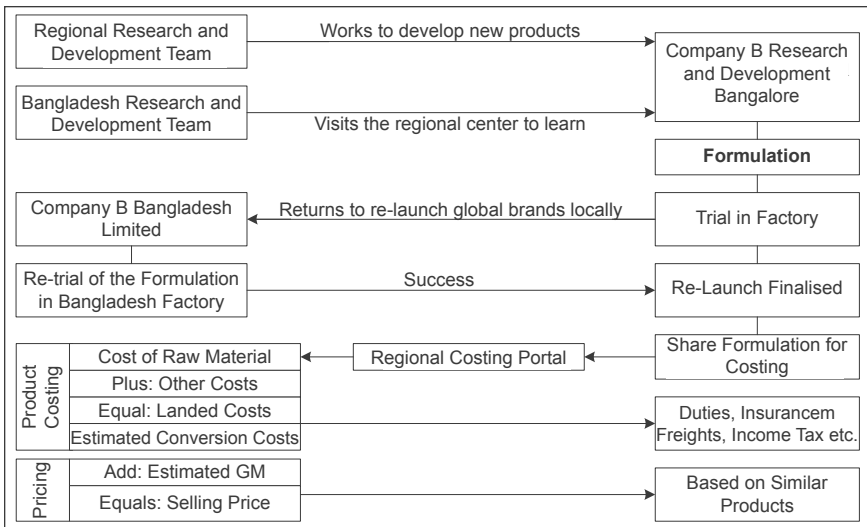 Regional Research and
Development Team
Works to develop new products
Company B Research
and Development
Bangalore
Bangladesh Research and
Development Team
Visits the regional center to learn
Formulation
Company B Bangladesh
Limited
Returns to re-launch global brands locally
Trial in Factory
Re-trial of the Formulation
in Bangladesh Factory
Success
Re-Launch Finalised
Share Formulation for
Costing
Regional Costing Portal
Product
Costing
Cost of Raw Material
Plus: Other Costs
Equal: Landed Costs
Estimated Conversion Costs
Duties, Insurancem
Freights, Income Tax etc.
Pricing
Add: Estimated GM
Equals: Selling Price
Based on Similar
Products